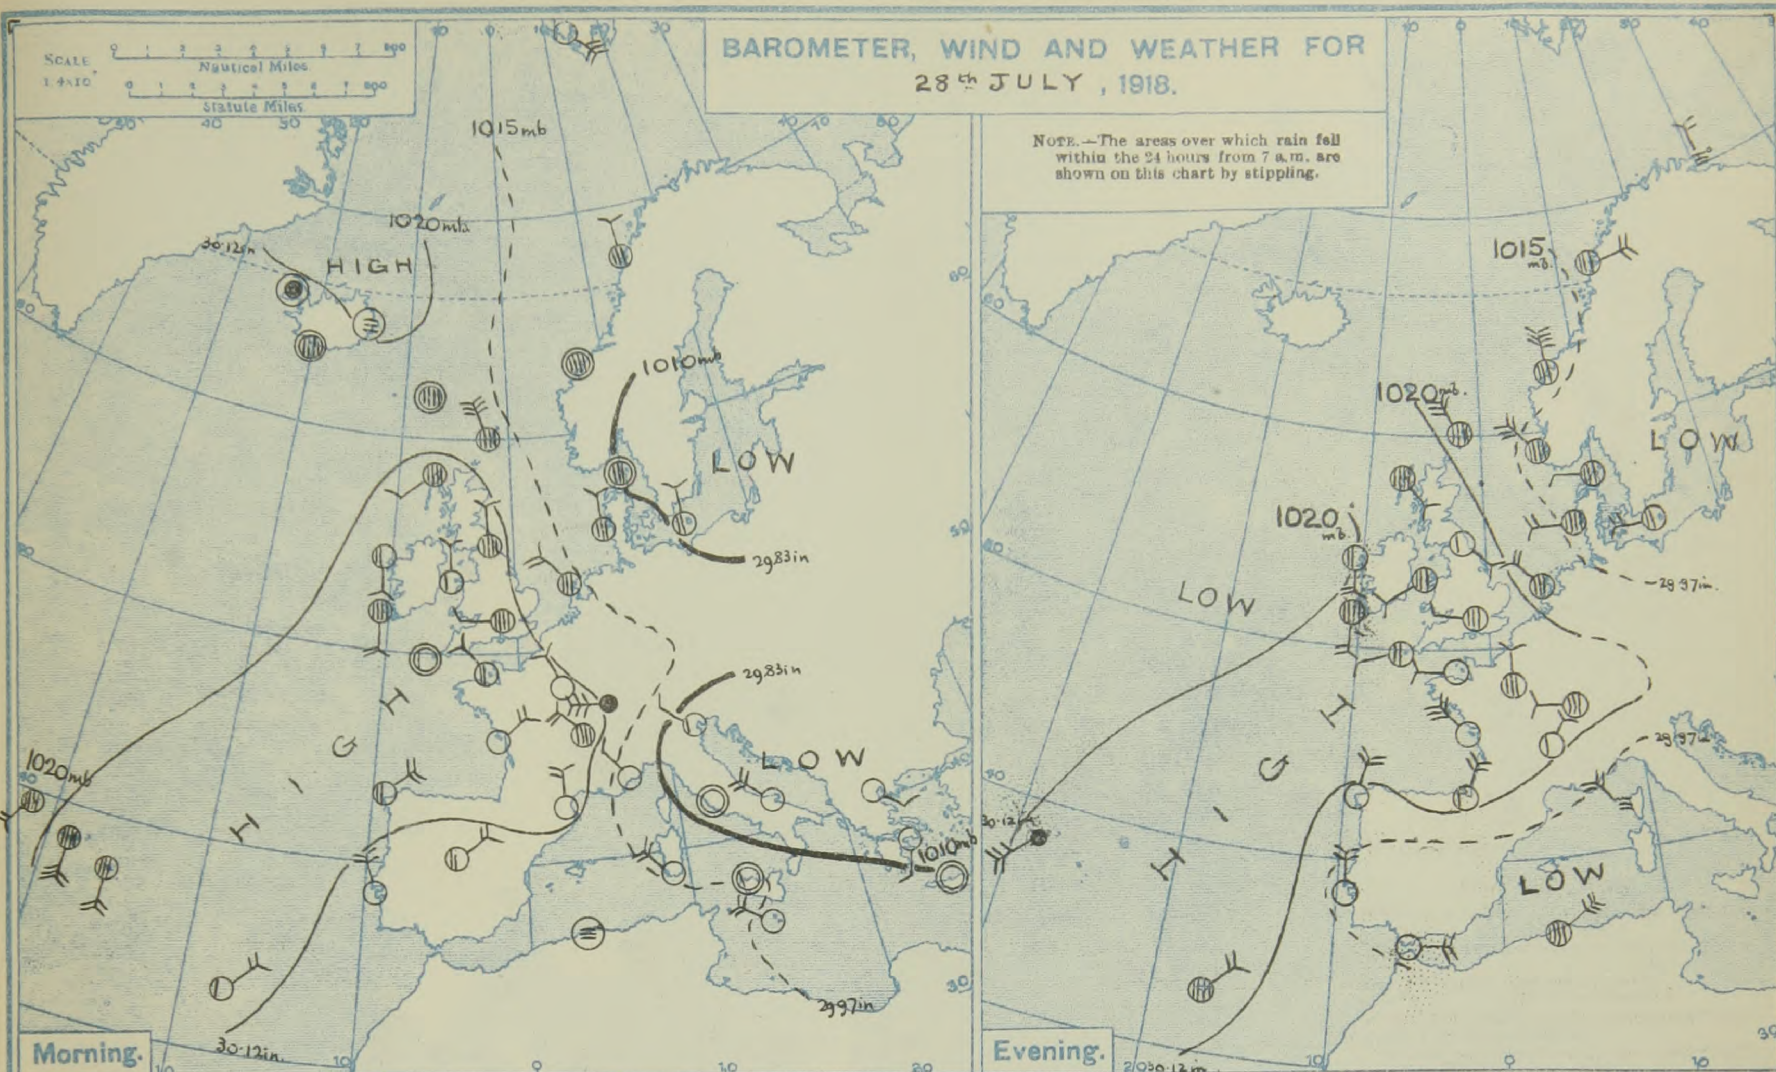 BAROMETER, WIND AND WEATHER FOR
28th JULY, 1918.
SCALE
Nautical Miles
Statute Miles
NOTE.—The areas over which rain fell
within the 24 hours from 7 a.m. are
shown on this chart by stippling.
1015mb
1020mb
30.12in
HIGH
1010mb
LOW
29.83in
29.83in
HIGH
LOW
1020mb
1010mb
29.97in
30.12in.
Morning.
1015
mb.
1020mb.
LOW
1020
mb.
LOW
29.97in.
HIGH
29.97in
30.12in.
LOW
30.12in.
Evening.